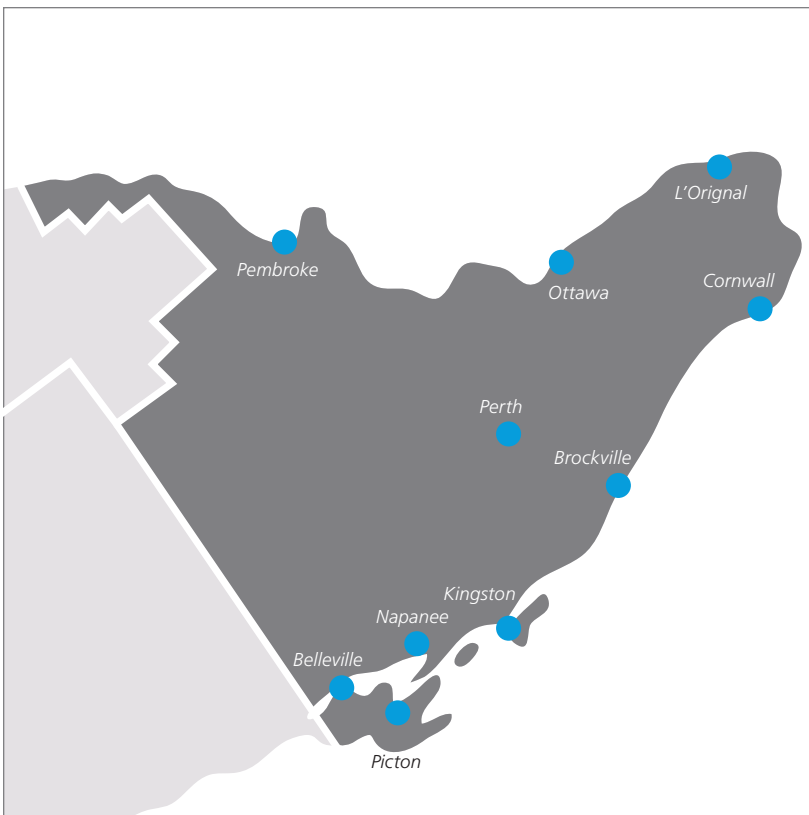 L'Orignal
Pembroke
Cornwall
Ottawa
Perth
Brockville
Kingston
Napanee
Belleville
Picton